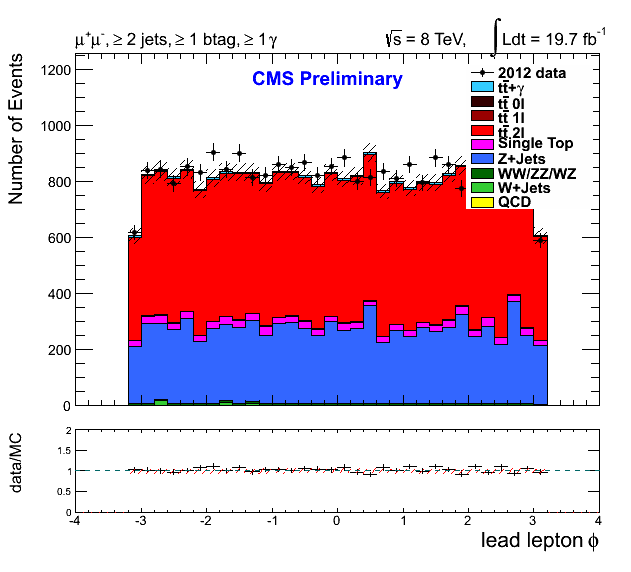 μ⁺μ⁻, ≥ 2 jets, ≥ 1 btag, ≥ 1 γ
√s = 8 TeV, ∫ Ldt = 19.7 fb⁻¹
CMS Preliminary
2012 data
tt̄+γ
tt̄ 0l
tt̄ 1l
tt̄ 2l
Single Top
Z+Jets
WW/ZZ/WZ
W+Jets
QCD
Number of Events
1200
1000
800
600
400
200
0
data/MC
2
1.5
1
0.5
0
-4 -3 -2 -1 0 1 2 3 4
lead lepton ϕ